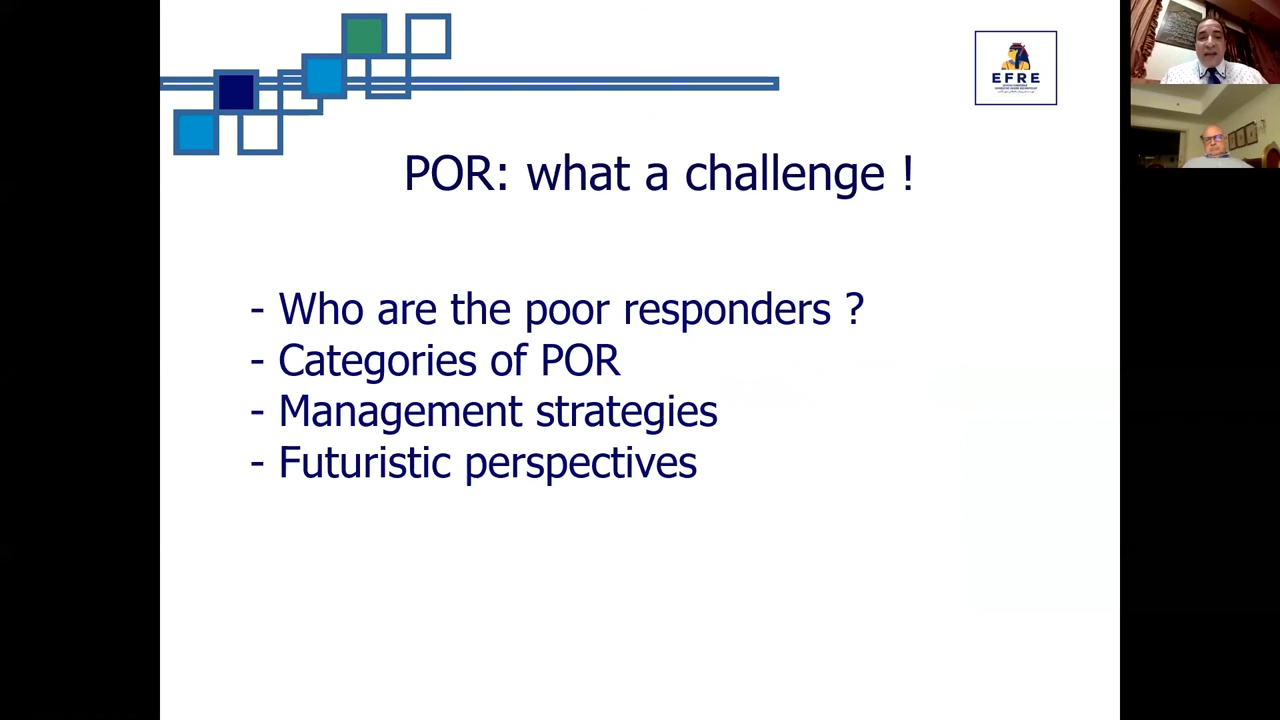 EFRE
POR: what a challenge !
- Who are the poor responders ?
- Categories of POR
- Management strategies
- Futuristic perspectives